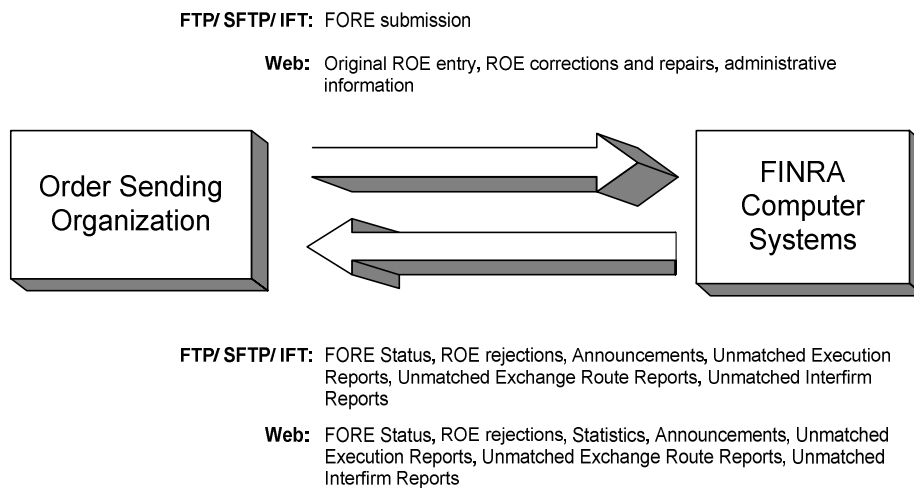 FTP/ SFTP/ IFT: FORE submission
Web: Original ROE entry, ROE corrections and repairs, administrative
information
Order Sending
Organization
FINRA
Computer
Systems
FTP/ SFTP/ IFT: FORE Status, ROE rejections, Announcements, Unmatched Execution
Reports, Unmatched Exchange Route Reports, Unmatched Interfirm
Reports
Web: FORE Status, ROE rejections, Statistics, Announcements, Unmatched
Execution Reports, Unmatched Exchange Route Reports, Unmatched
Interfirm Reports